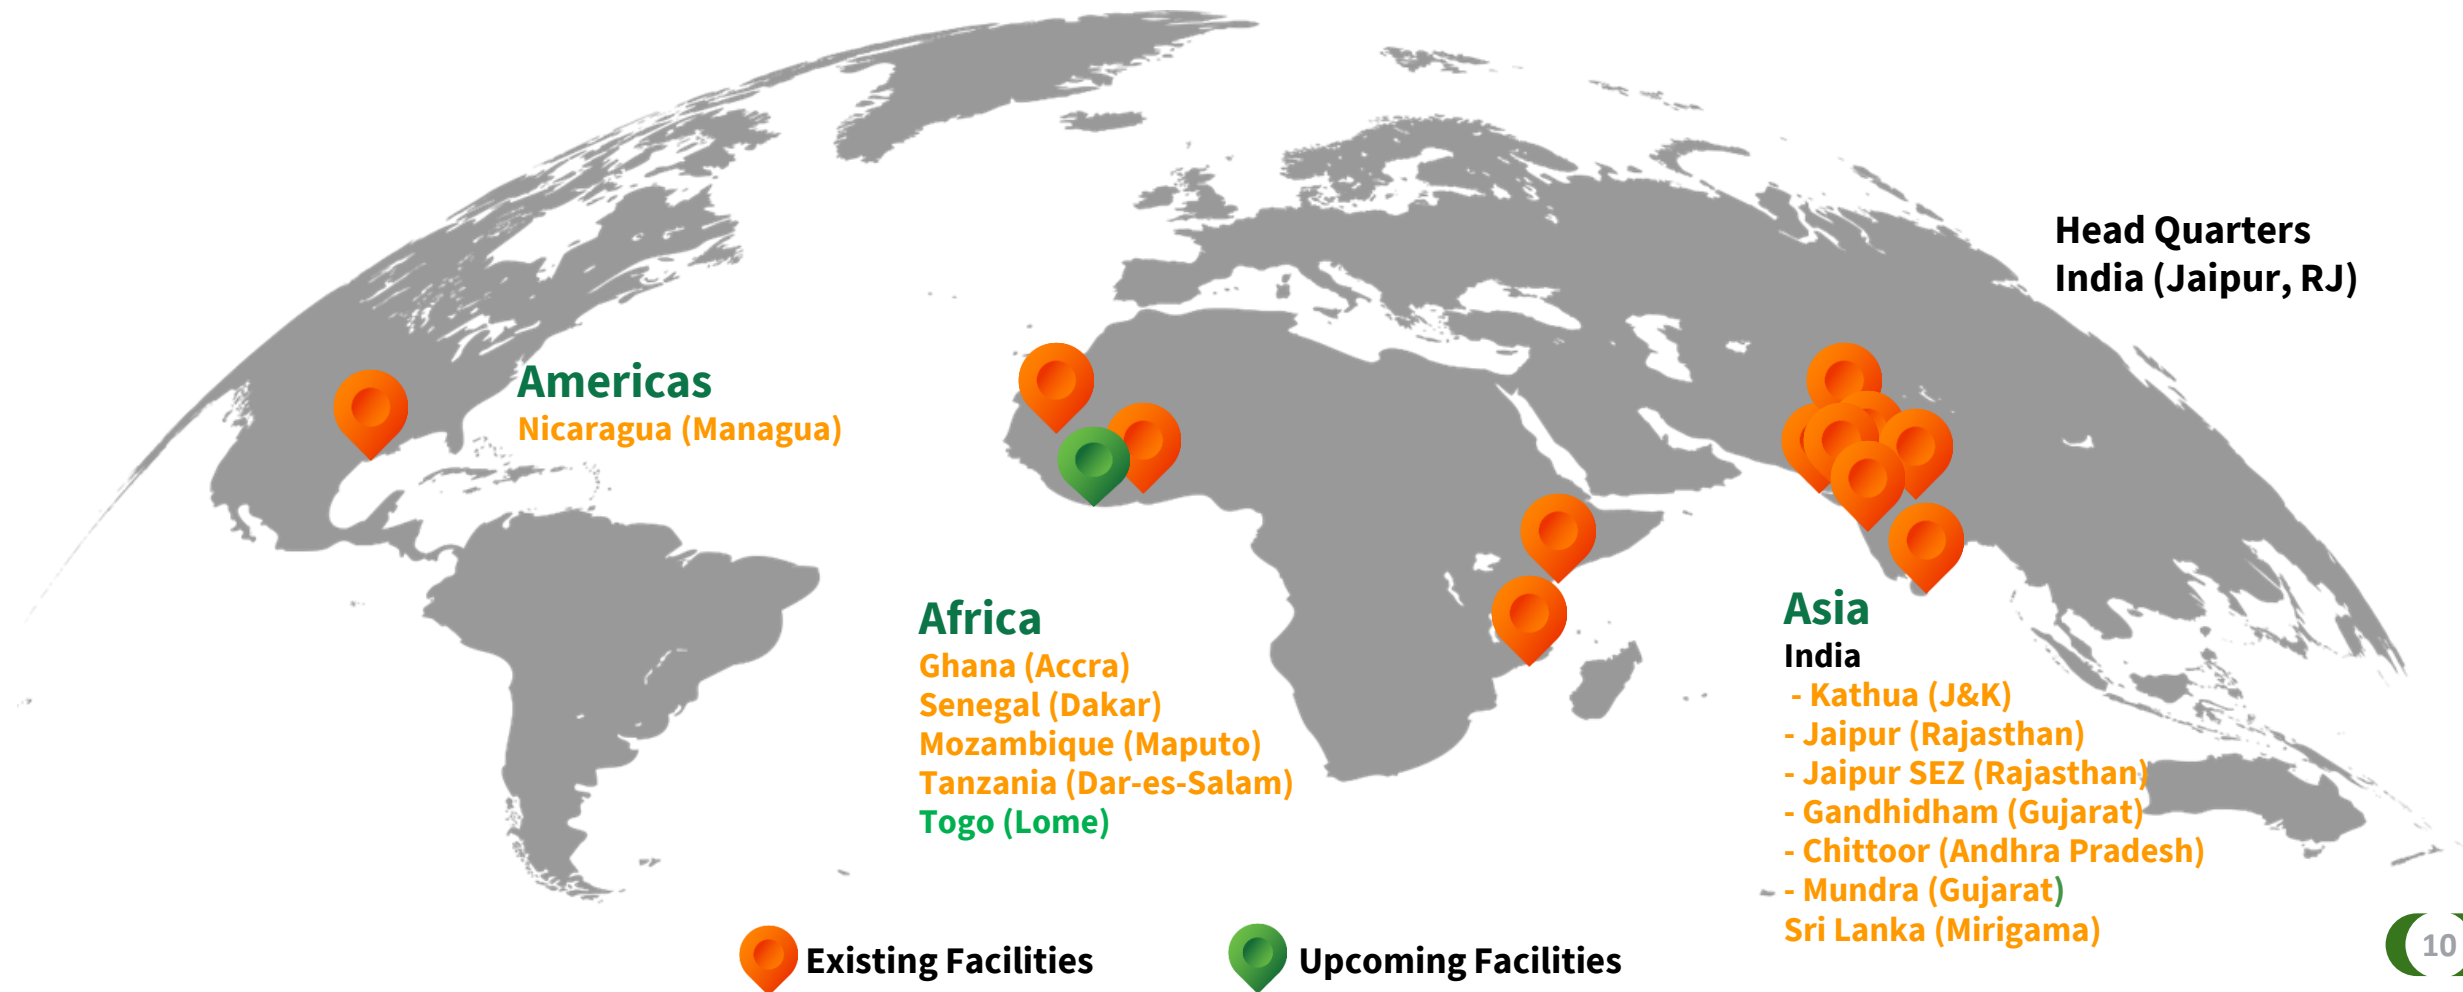 Head Quarters
India (Jaipur, RJ)
Americas
Nicaragua (Managua)
Africa
Ghana (Accra)
Senegal (Dakar)
Mozambique (Maputo)
Tanzania (Dar-es-Salam)
Togo (Lome)
Asia
India
- Kathua (J&K)
- Jaipur (Rajasthan)
- Jaipur SEZ (Rajasthan)
- Gandhidham (Gujarat)
- Chittoor (Andhra Pradesh)
- Mundra (Gujarat)
Sri Lanka (Mirigama)
Existing Facilities
Upcoming Facilities
10